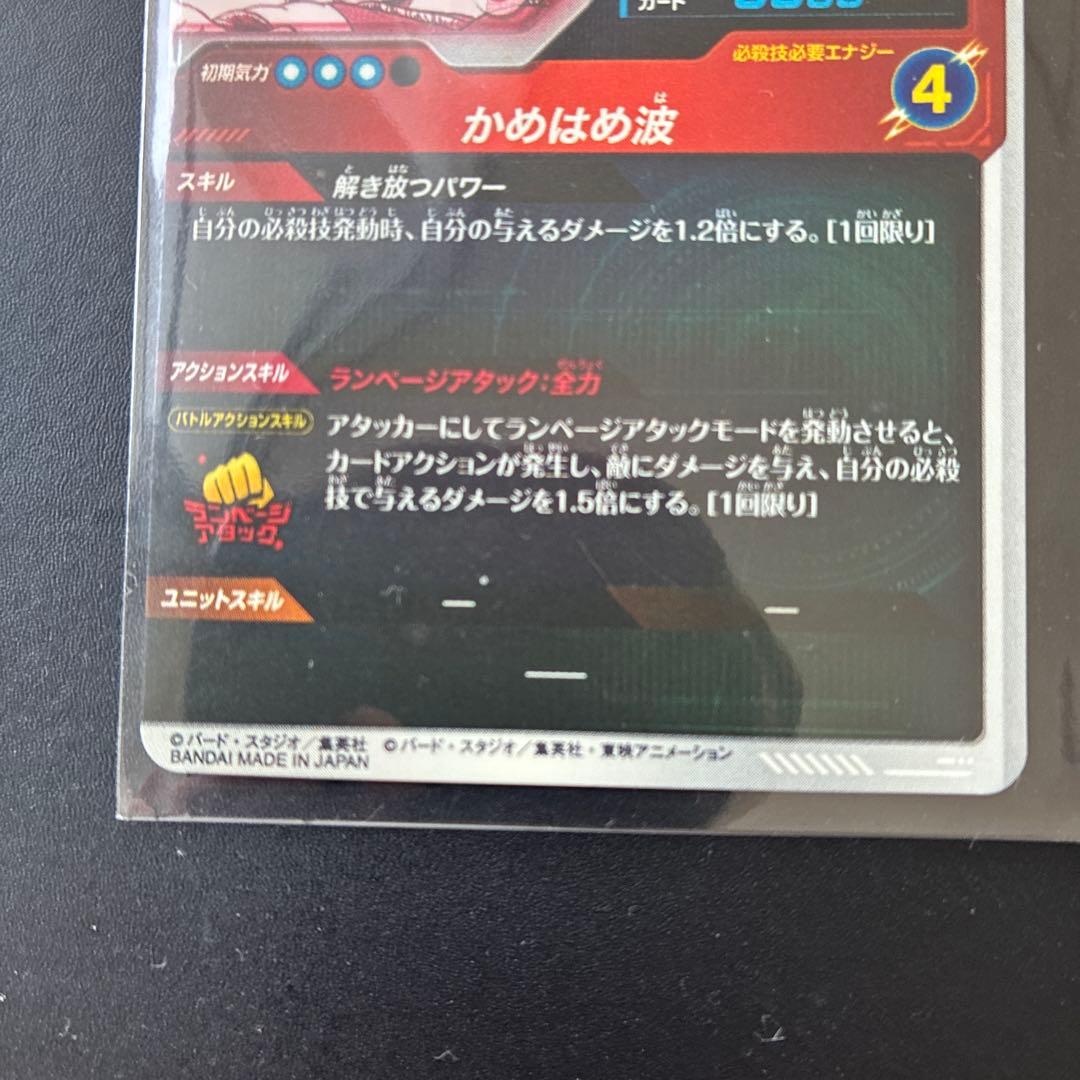 カード
必殺技必要エナジー
初期気力
4
かめはめ波
スキル
解き放つパワー
自分の必殺技発動時、自分の与えるダメージを1.2倍にする。[1回限り]
アクションスキル
ランページアタック:全力
バトルアクションスキル
アタッカーにしてランページアタックモードを発動させると、
カードアクションが発生し、敵にダメージを与え、自分の必殺
技で与えるダメージを1.5倍にする。[1回限り]
ランページ
アタック
ユニットスキル
©バード・スタジオ/集英社 ©バード・スタジオ/集英社・東映アニメーション
BANDAI MADE IN JAPAN